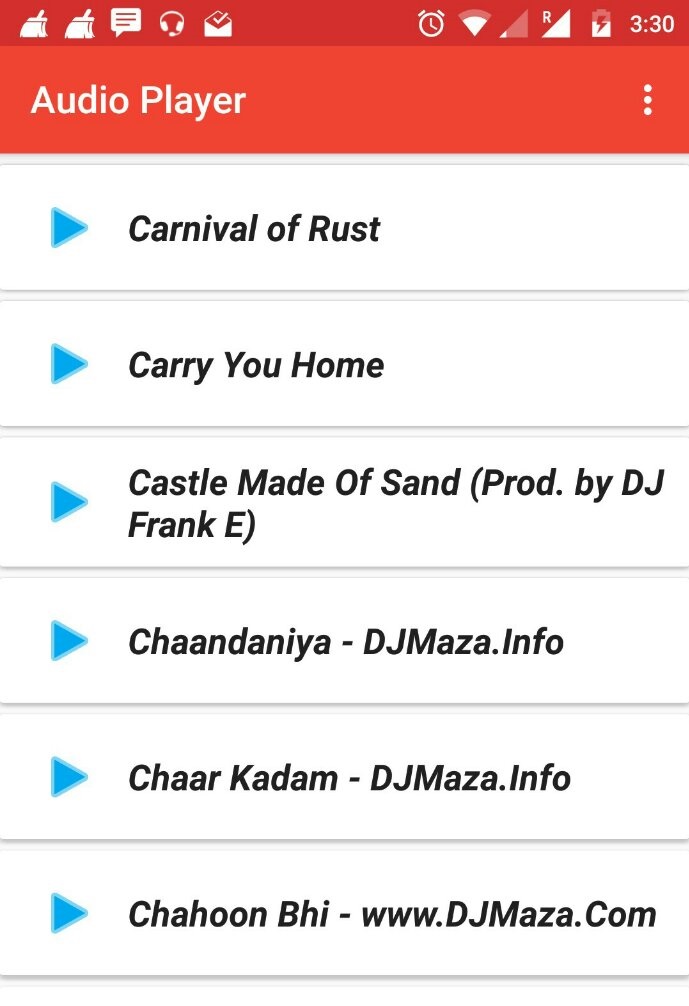 R
3:30
Audio Player
Carnival of Rust
Carry You Home
Castle Made Of Sand (Prod. by DJ
Frank E)
Chaandaniya - DJMaza.Info
Chaar Kadam - DJMaza.Info
Chahoon Bhi - www.DJMaza.Com